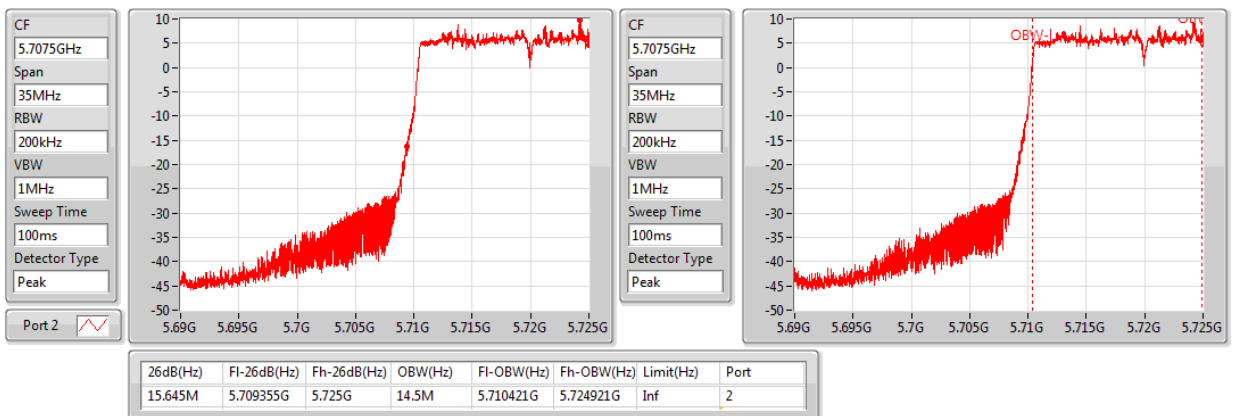 CF
5.7075GHz
Span
35MHz
RBW
200kHz
VBW
1MHz
Sweep Time
100ms
Detector Type
Peak
Port 2
10
5
0
-5
-10
-15
-20
-25
-30
-35
-40
-45
-50
5.69G 5.695G 5.7G 5.705G 5.71G 5.715G 5.72G 5.725G
CF
5.7075GHz
Span
35MHz
RBW
200kHz
VBW
1MHz
Sweep Time
100ms
Detector Type
Peak
10
5
0
-5
-10
-15
-20
-25
-30
-35
-40
-45
-50
OBW-
5.69G 5.695G 5.7G 5.705G 5.71G 5.715G 5.72G 5.725G
26dB(Hz) Fl-26dB(Hz) Fh-26dB(Hz) OBW(Hz) Fl-OBW(Hz) Fh-OBW(Hz) Limit(Hz) Port
15.645M 5.709355G 5.725G 14.5M 5.710421G 5.724921G Inf 2